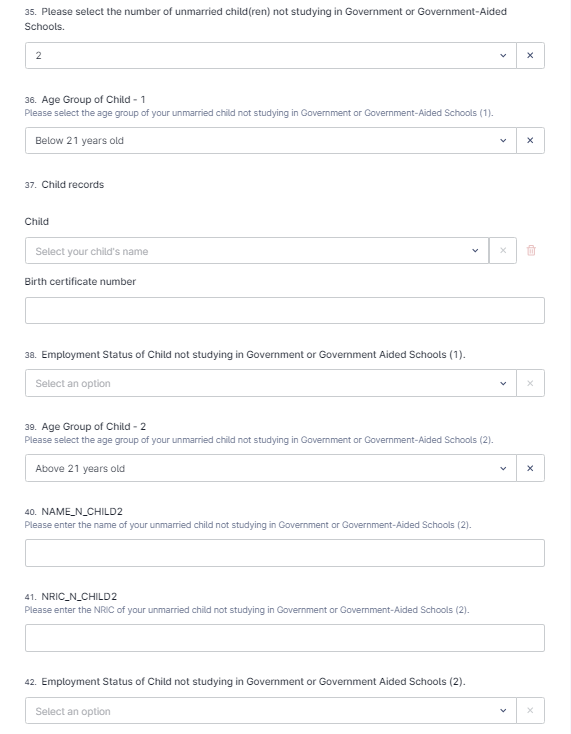 35. Please select the number of unmarried child(ren) not studying in Government or Government-Aided
Schools.
2
36. Age Group of Child - 1
Please select the age group of your unmarried child not studying in Government or Government-Aided Schools (1).
Below 21 years old
37. Child records
Child
Select your child's name
Birth certificate number
38. Employment Status of Child not studying in Government or Government Aided Schools (1).
Select an option
39. Age Group of Child - 2
Please select the age group of your unmarried child not studying in Government or Government-Aided Schools (2).
Above 21 years old
40. NAME_N_CHILD2
Please enter the name of your unmarried child not studying in Government or Government-Aided Schools (2).
41. NRIC_N_CHILD2
Please enter the NRIC of your unmarried child not studying in Government or Government-Aided Schools (2).
42. Employment Status of Child not studying in Government or Government Aided Schools (2).
Select an option